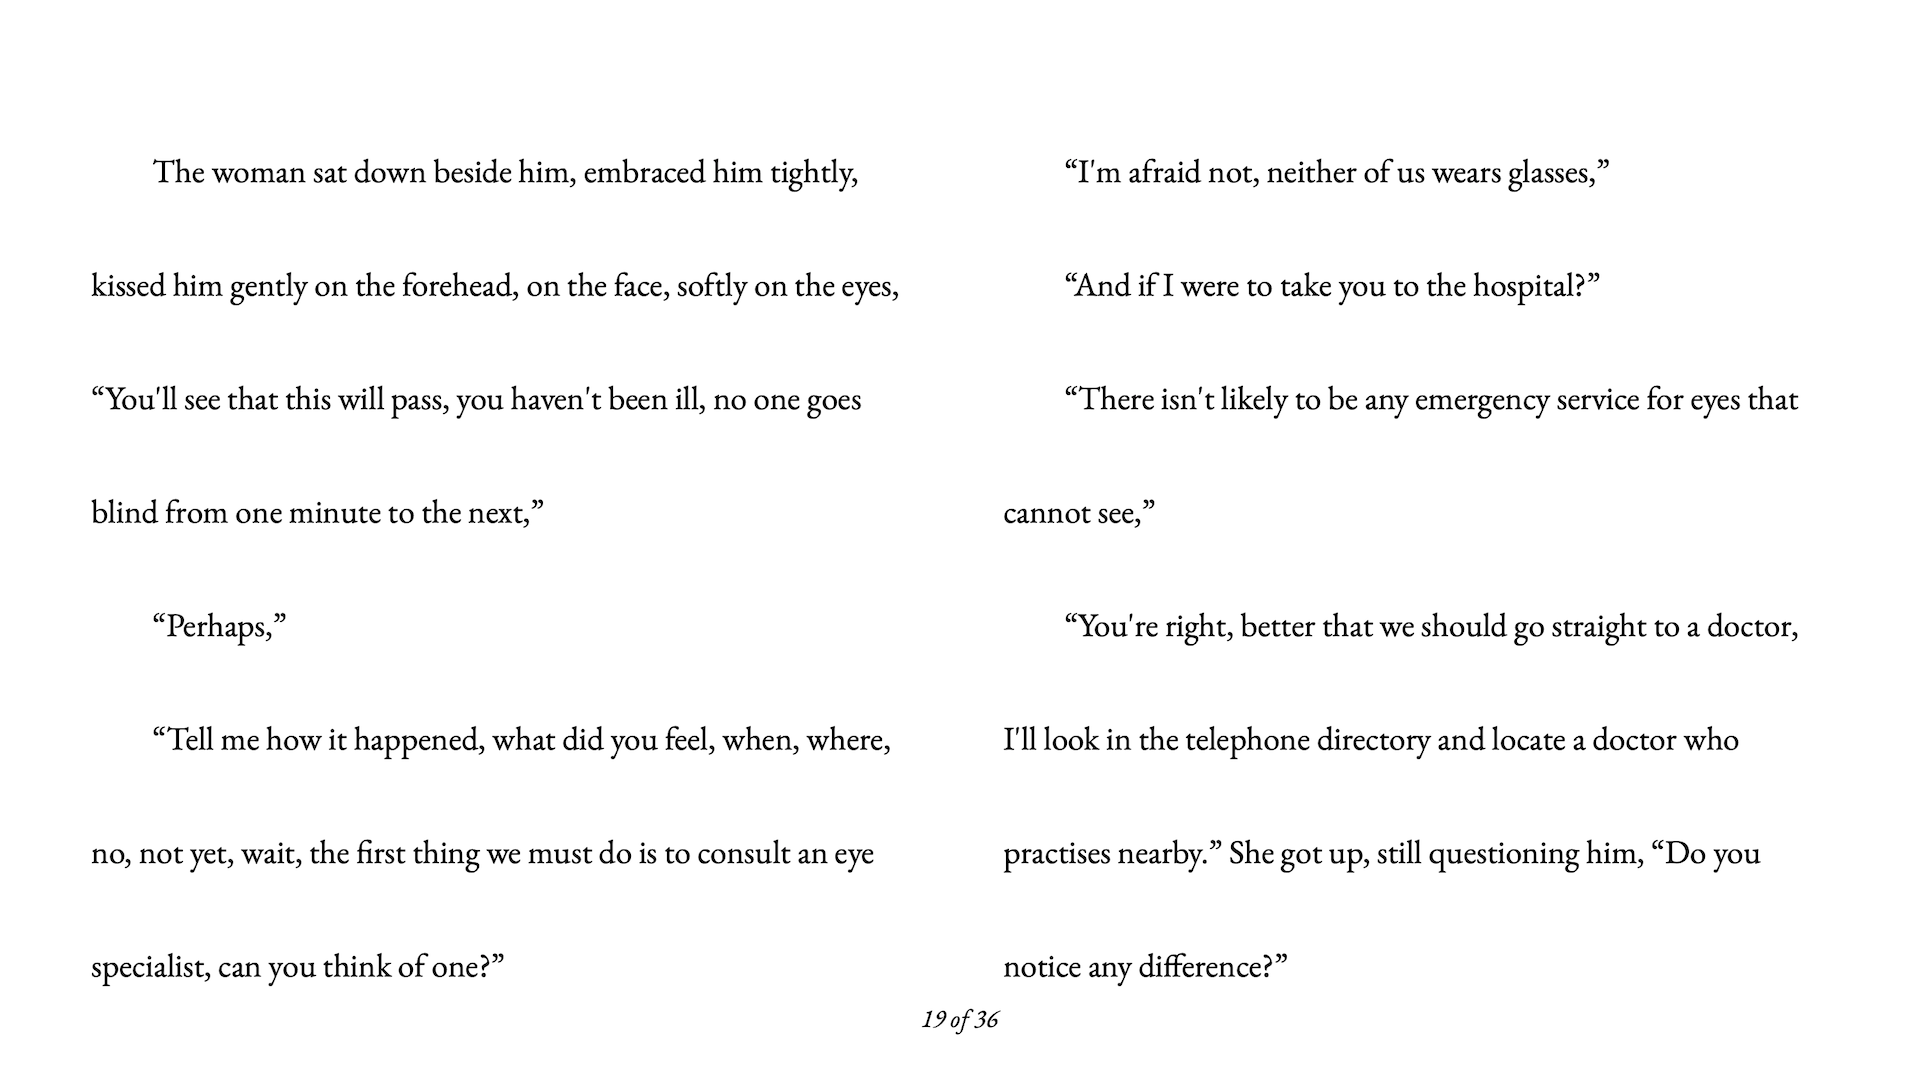 The woman sat down beside him, embraced him tightly,
kissed him gently on the forehead, on the face, softly on the eyes,
“You'll see that this will pass, you haven't been ill, no one goes
blind from one minute to the next,”
“Perhaps,”
“Tell me how it happened, what did you feel, when, where,
no, not yet, wait, the first thing we must do is to consult an eye
specialist, can you think of one?”
“I'm afraid not, neither of us wears glasses,”
“And if I were to take you to the hospital?”
“There isn't likely to be any emergency service for eyes that
cannot see,”
“You're right, better that we should go straight to a doctor,
I'll look in the telephone directory and locate a doctor who
practises nearby.” She got up, still questioning him, “Do you
notice any difference?”
19 of 36